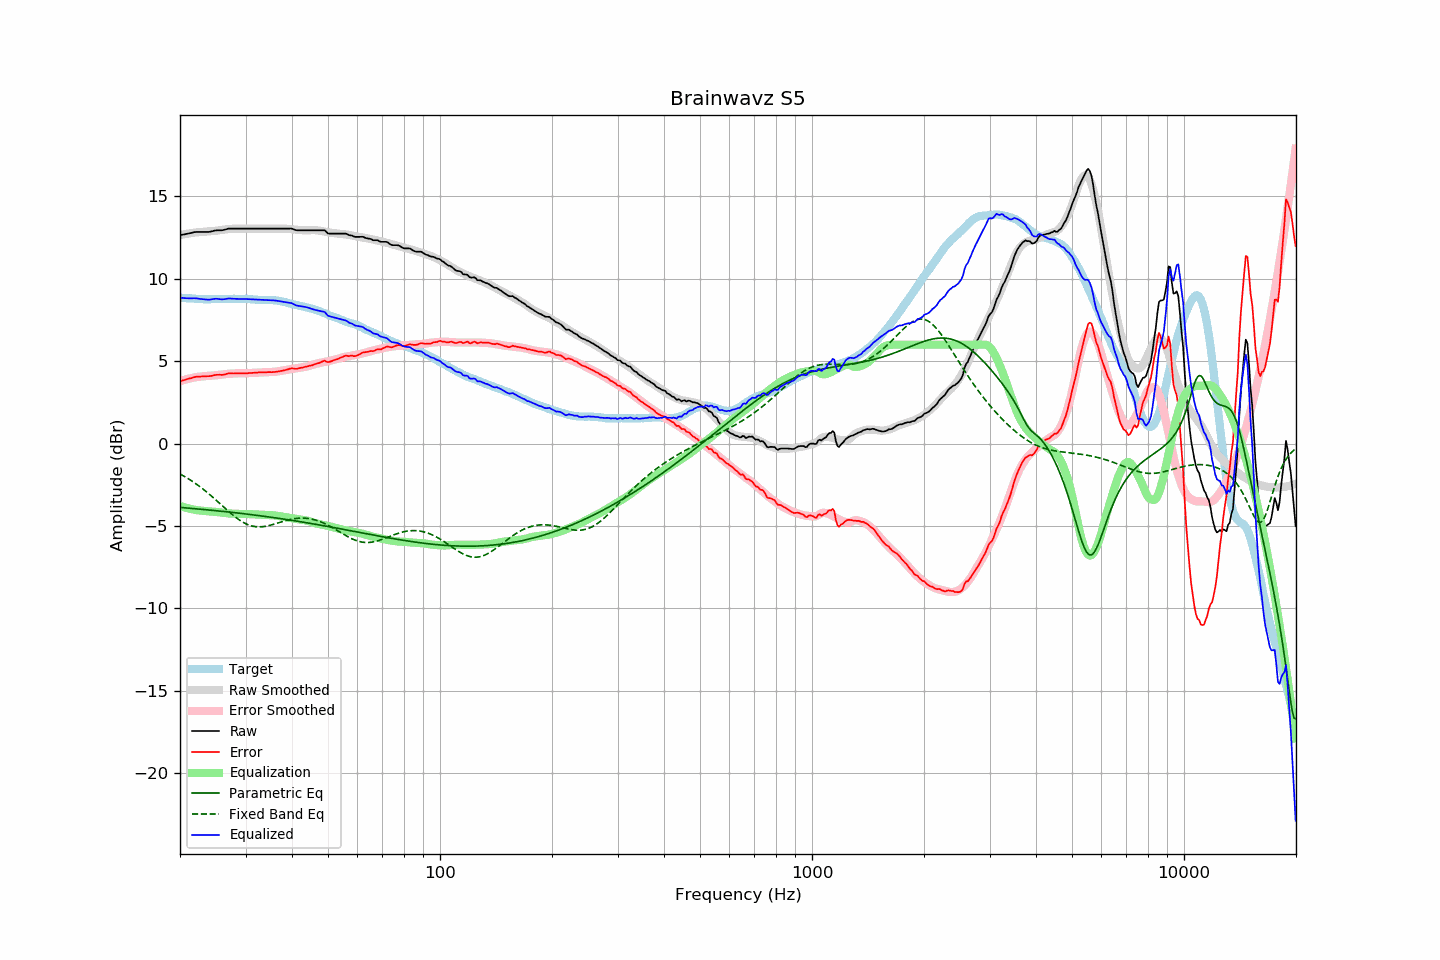 Brainwavz S5
Amplitude (dBr)
15
10
5
0
−5
−10
−15
−20
Target
Raw Smoothed
Error Smoothed
Raw
Error
Equalization
Parametric Eq
Fixed Band Eq
Equalized
100
1000
10000
Frequency (Hz)